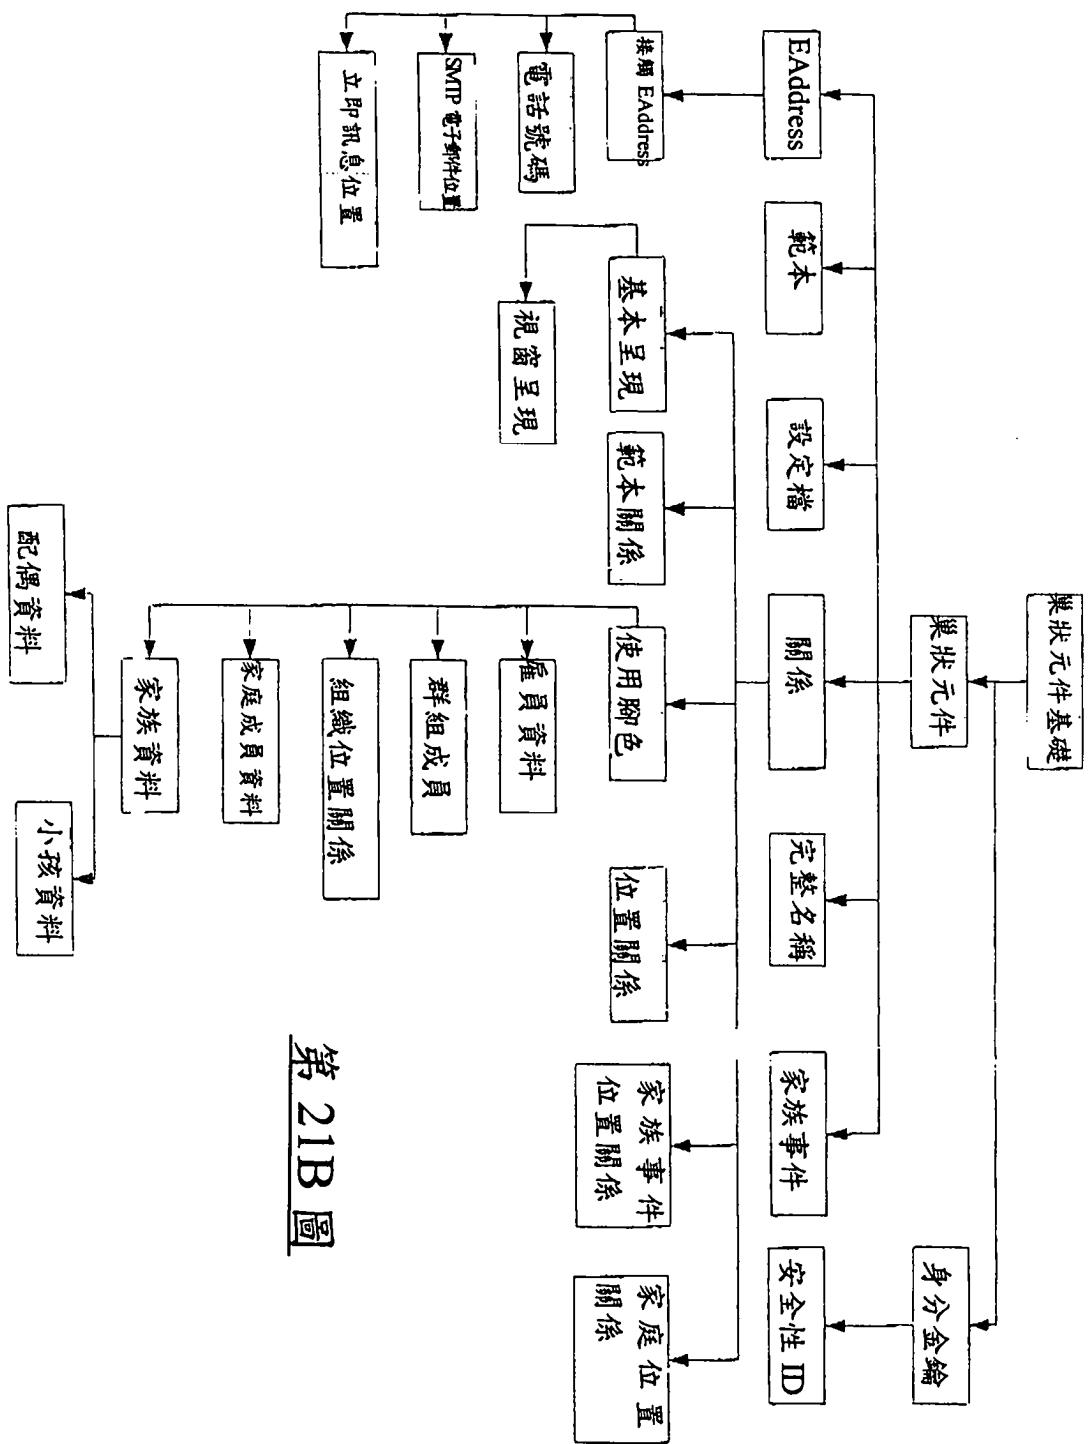 巢狀元件基礎
巢狀元件
身分金鑰
EAddress
範本
設定檔
關係
完整名稱
家族事件
安全性 ID
接觸 EAddress
基本呈現
範本關係
使用腳色
位置關係
家族事件
位置關係
家庭位置
關係
電話號碼
SMTP 電子郵件位置
立即訊息位置
視窗呈現
雇員資料
群組成員
組織位置關係
家庭成員資料
家族資料
配偶資料
小孩資料
第 21B 圖